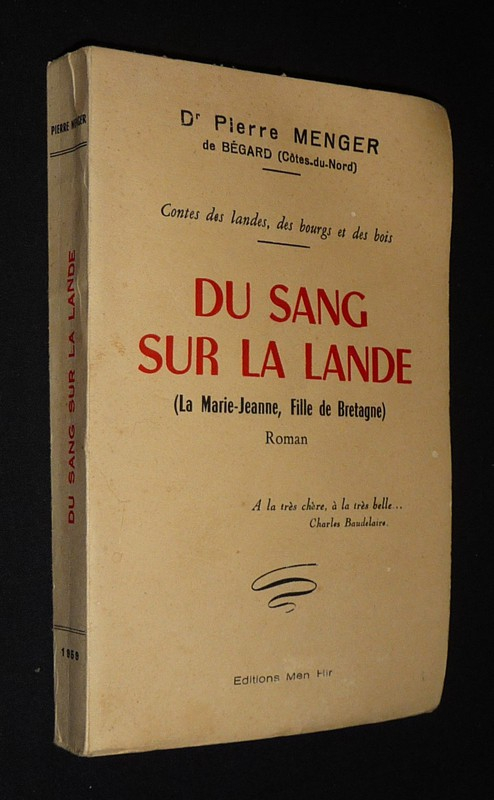 Dr Pierre MENGER
de BÉGARD (Côtes-du-Nord)
Contes des landes, des bourgs et des bois
DU SANG
SUR LA LANDE
(La Marie-Jeanne, Fille de Bretagne)
Roman
A la très chère, à la très belle...
Charles Baudelaire.
Editions Men Hir
PIERRE MENGER
DU SANG SUR LA LANDE
1969